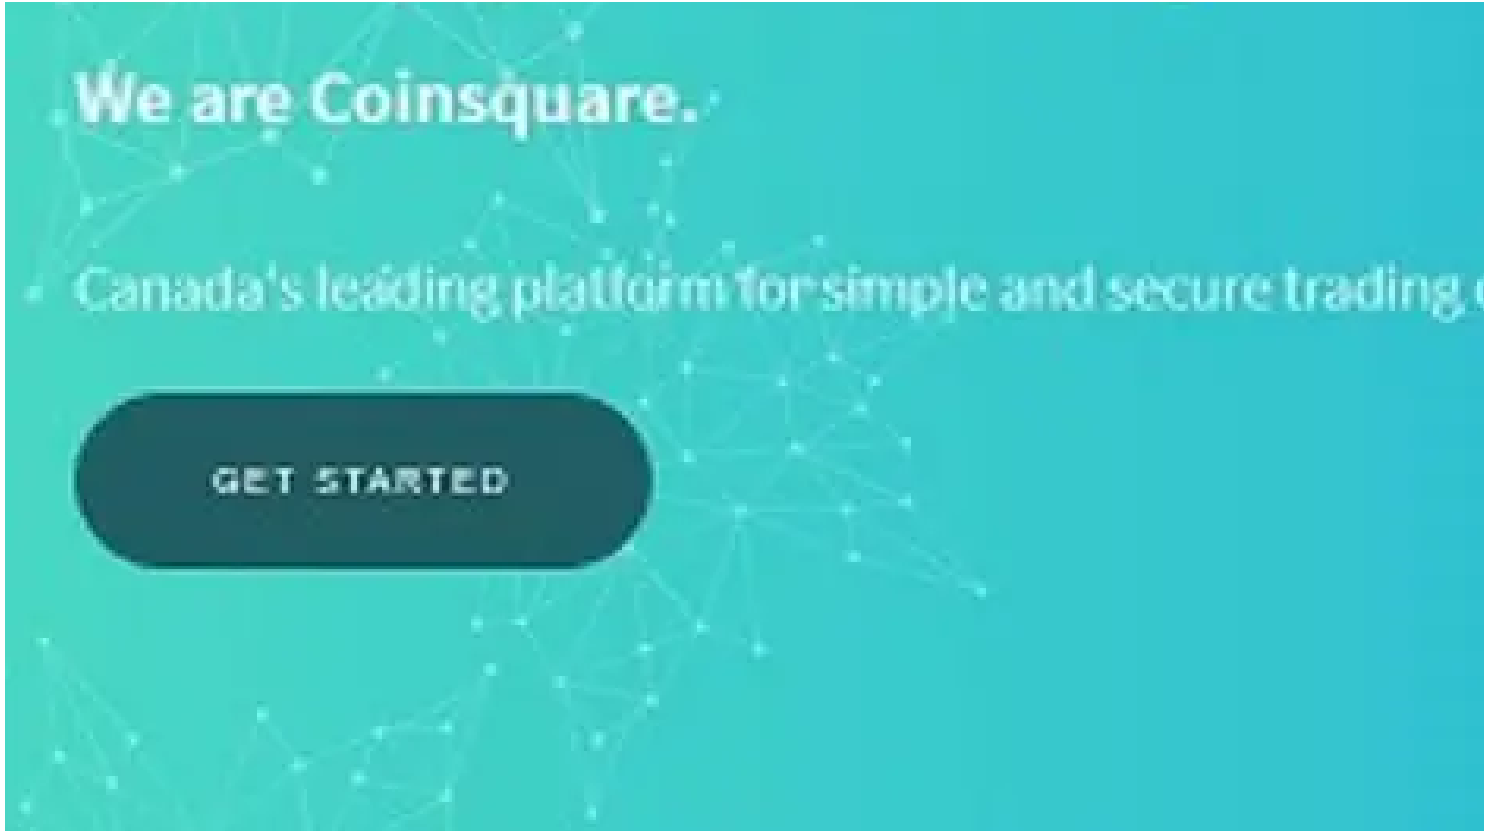 We are Coinsquare.
Canada's leading platform for simple and secure trading
GET STARTED